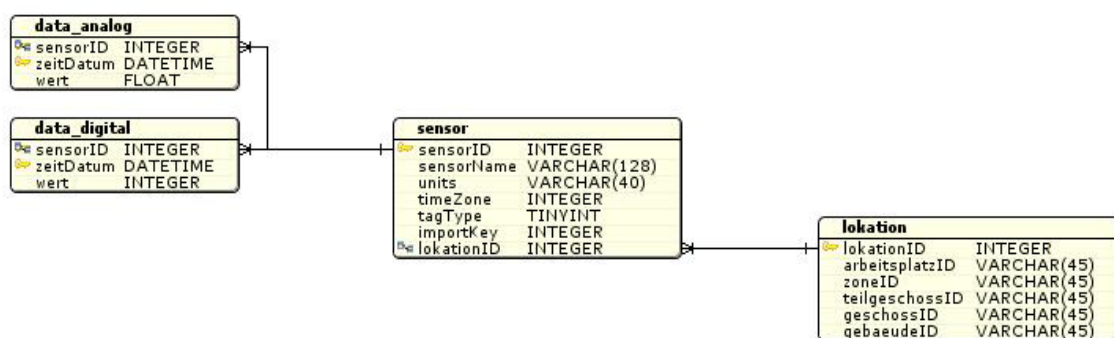 data_analog
sensorID INTEGER
zeitDatum DATETIME
wert FLOAT
data_digital
sensorID INTEGER
zeitDatum DATETIME
wert INTEGER
sensor
sensorID INTEGER
sensorName VARCHAR(128)
units VARCHAR(40)
timeZone INTEGER
tagType TINYINT
importKey INTEGER
lokationID INTEGER
lokation
lokationID INTEGER
arbeitsplatzID VARCHAR(45)
zoneID VARCHAR(45)
teilgeschossID VARCHAR(45)
geschossID VARCHAR(45)
gebaeudeID VARCHAR(45)